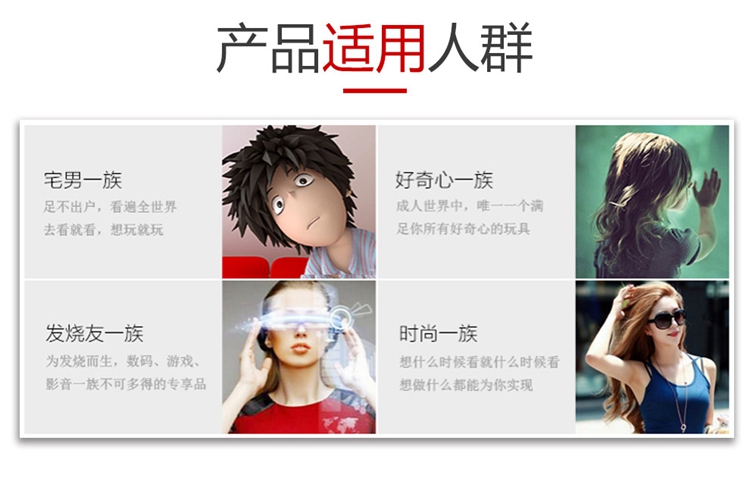 产品适用人群
宅男一族
足不出户，看遍全世界
去看就看，想玩就玩
好奇心一族
成人世界中，唯一一个满
足你所有好奇心的玩具
发烧友一族
为发烧而生，数码、游戏、
影音一族不可多得的专享品
时尚一族
想什么时候看就什么时候看
想做什么都能为你实现